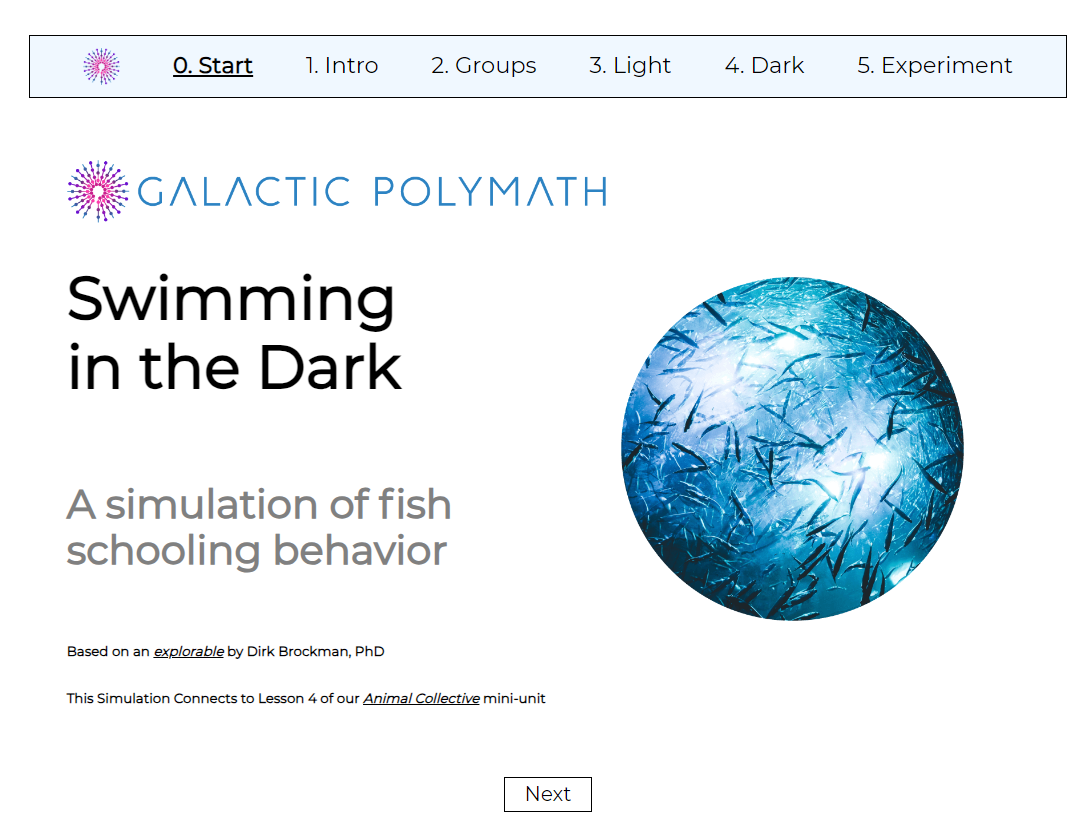 0. Start 1. Intro 2. Groups 3. Light 4. Dark 5. Experiment
GALACTIC POLYMATH
Swimming
in the Dark
A simulation of fish
schooling behavior
Based on an explorable by Dirk Brockman, PhD
This Simulation Connects to Lesson 4 of our Animal Collective mini-unit
Next